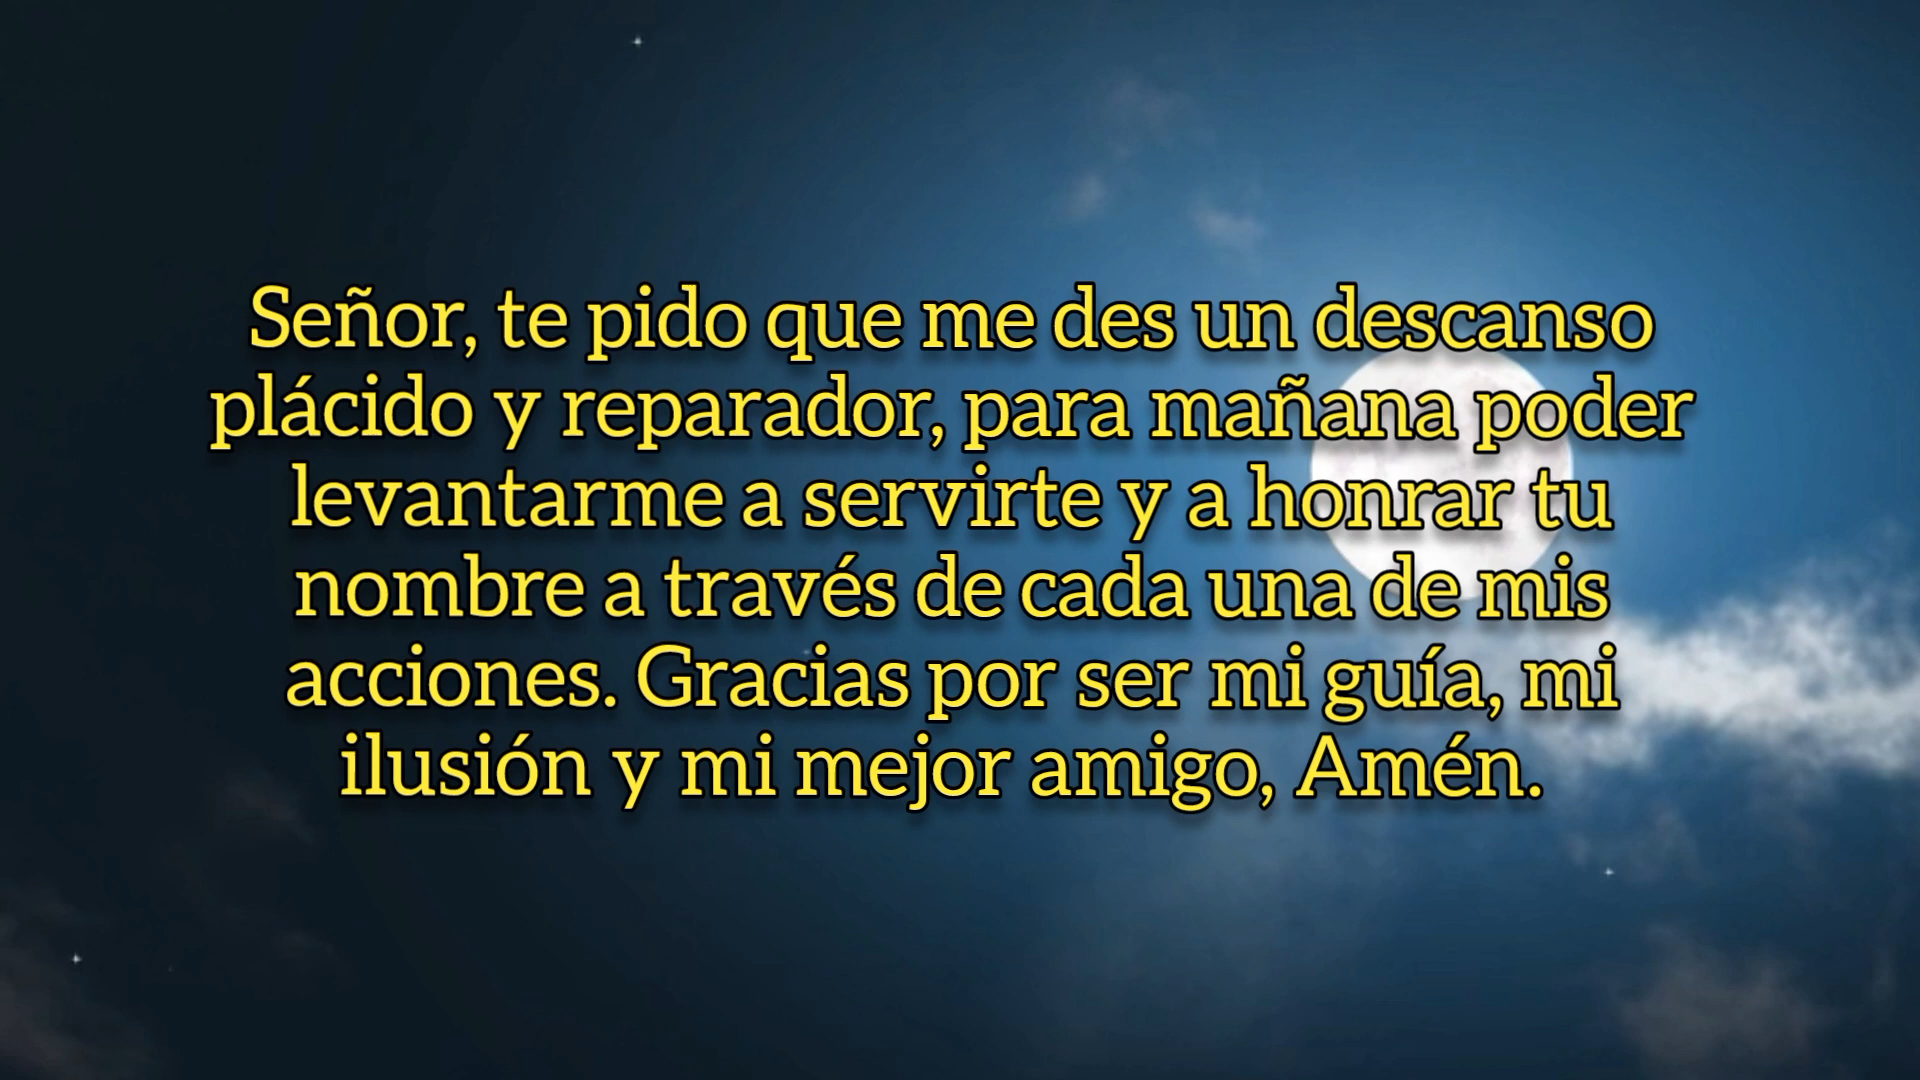 Señor, te pido que me des un descanso
plácido y reparador, para mañana poder
levantarme a servirte y a honrar tu
nombre a través de cada una de mis
acciones. Gracias por ser mi guía, mi
ilusión y mi mejor amigo, Amén.